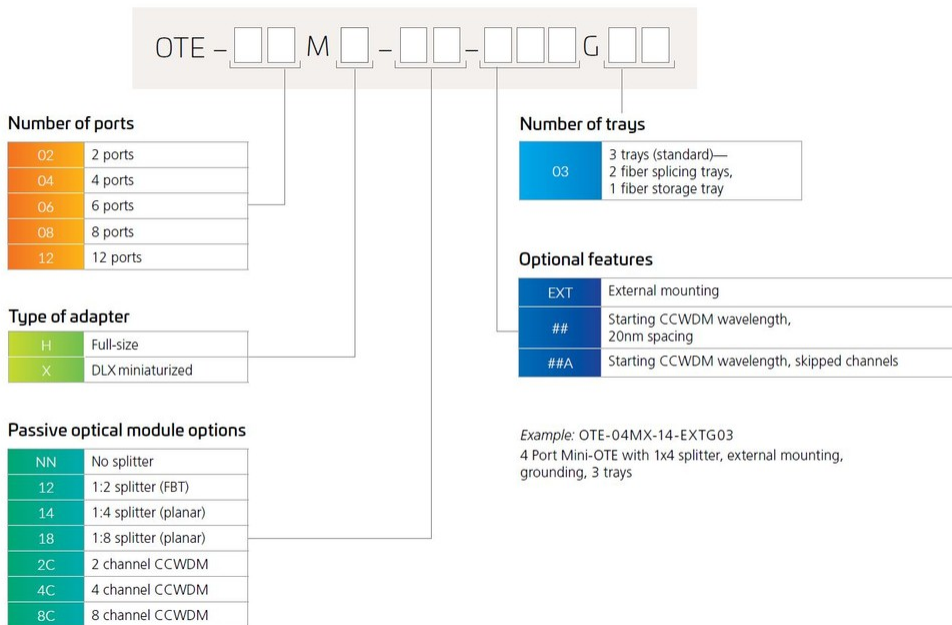 OTE – M – – G
Number of ports
02 2 ports
04 4 ports
06 6 ports
08 8 ports
12 12 ports
Type of adapter
H Full-size
X DLX miniaturized
Passive optical module options
NN No splitter
12 1:2 splitter (FBT)
14 1:4 splitter (planar)
18 1:8 splitter (planar)
2C 2 channel CCWDM
4C 4 channel CCWDM
8C 8 channel CCWDM
Number of trays
03 3 trays (standard)—
2 fiber splicing trays,
1 fiber storage tray
Optional features
EXT External mounting
## Starting CCWDM wavelength,
20nm spacing
##A Starting CCWDM wavelength, skipped channels
Example: OTE-04MX-14-EXTG03
4 Port Mini-OTE with 1x4 splitter, external mounting,
grounding, 3 trays